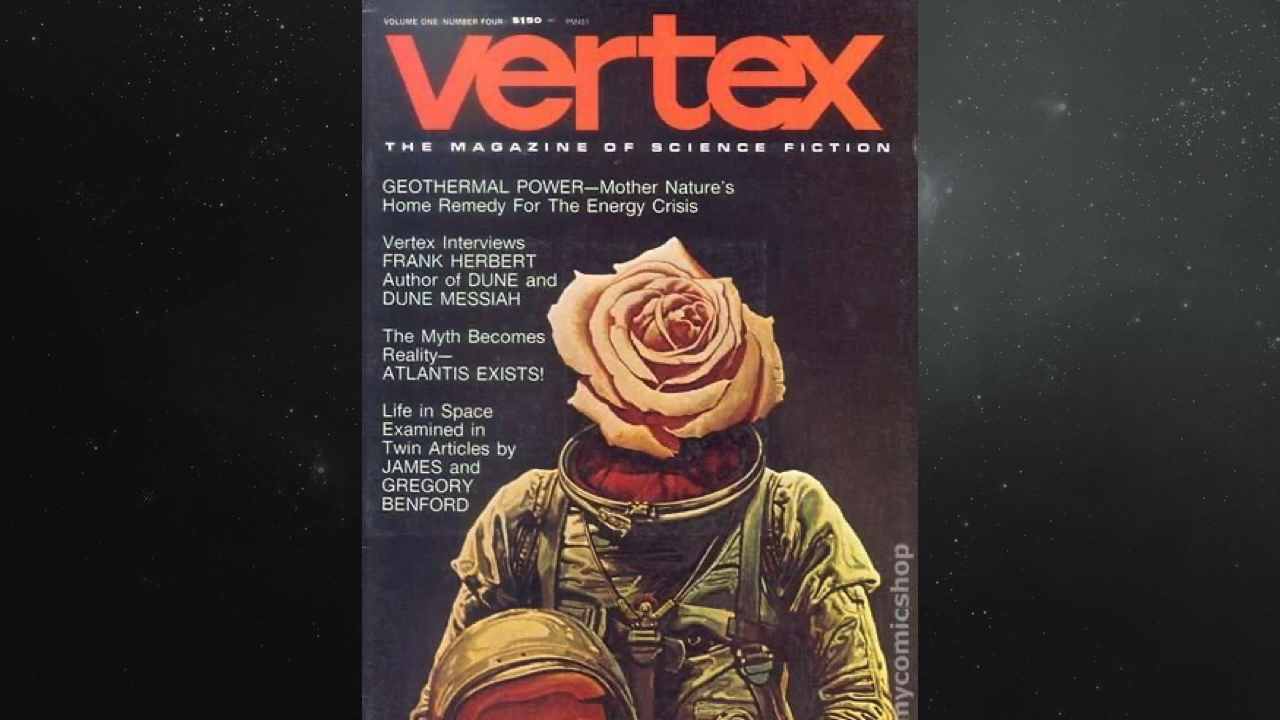 VOLUME ONE NUMBER FOUR $1.50
vertex
THE MAGAZINE OF SCIENCE FICTION
GEOTHERMAL POWER—Mother Nature's
Home Remedy For The Energy Crisis
Vertex Interviews
FRANK HERBERT
Author of DUNE and
DUNE MESSIAH
The Myth Becomes
Reality—
ATLANTIS EXISTS!
Life in Space
Examined in
Twin Articles by
JAMES and
GREGORY
BENFORD
mycomicshop